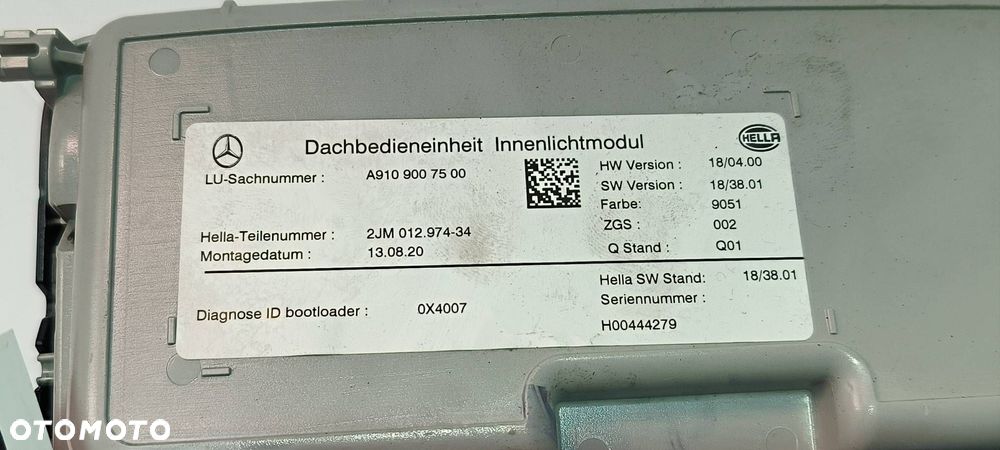 Dachbedieneinheit Innenlichtmodul
HELLA
LU-Sachnummer : A910 900 75 00
HW Version : 18/04.00
SW Version : 18/38.01
Farbe: 9051
Hella-Teilenummer : 2JM 012.974-34
ZGS : 002
Montagedatum : 13.08.20
Q Stand : Q01
Hella SW Stand: 18/38.01
Seriennummer :
Diagnose ID bootloader : 0X4007
H00444279
OTOMOTO